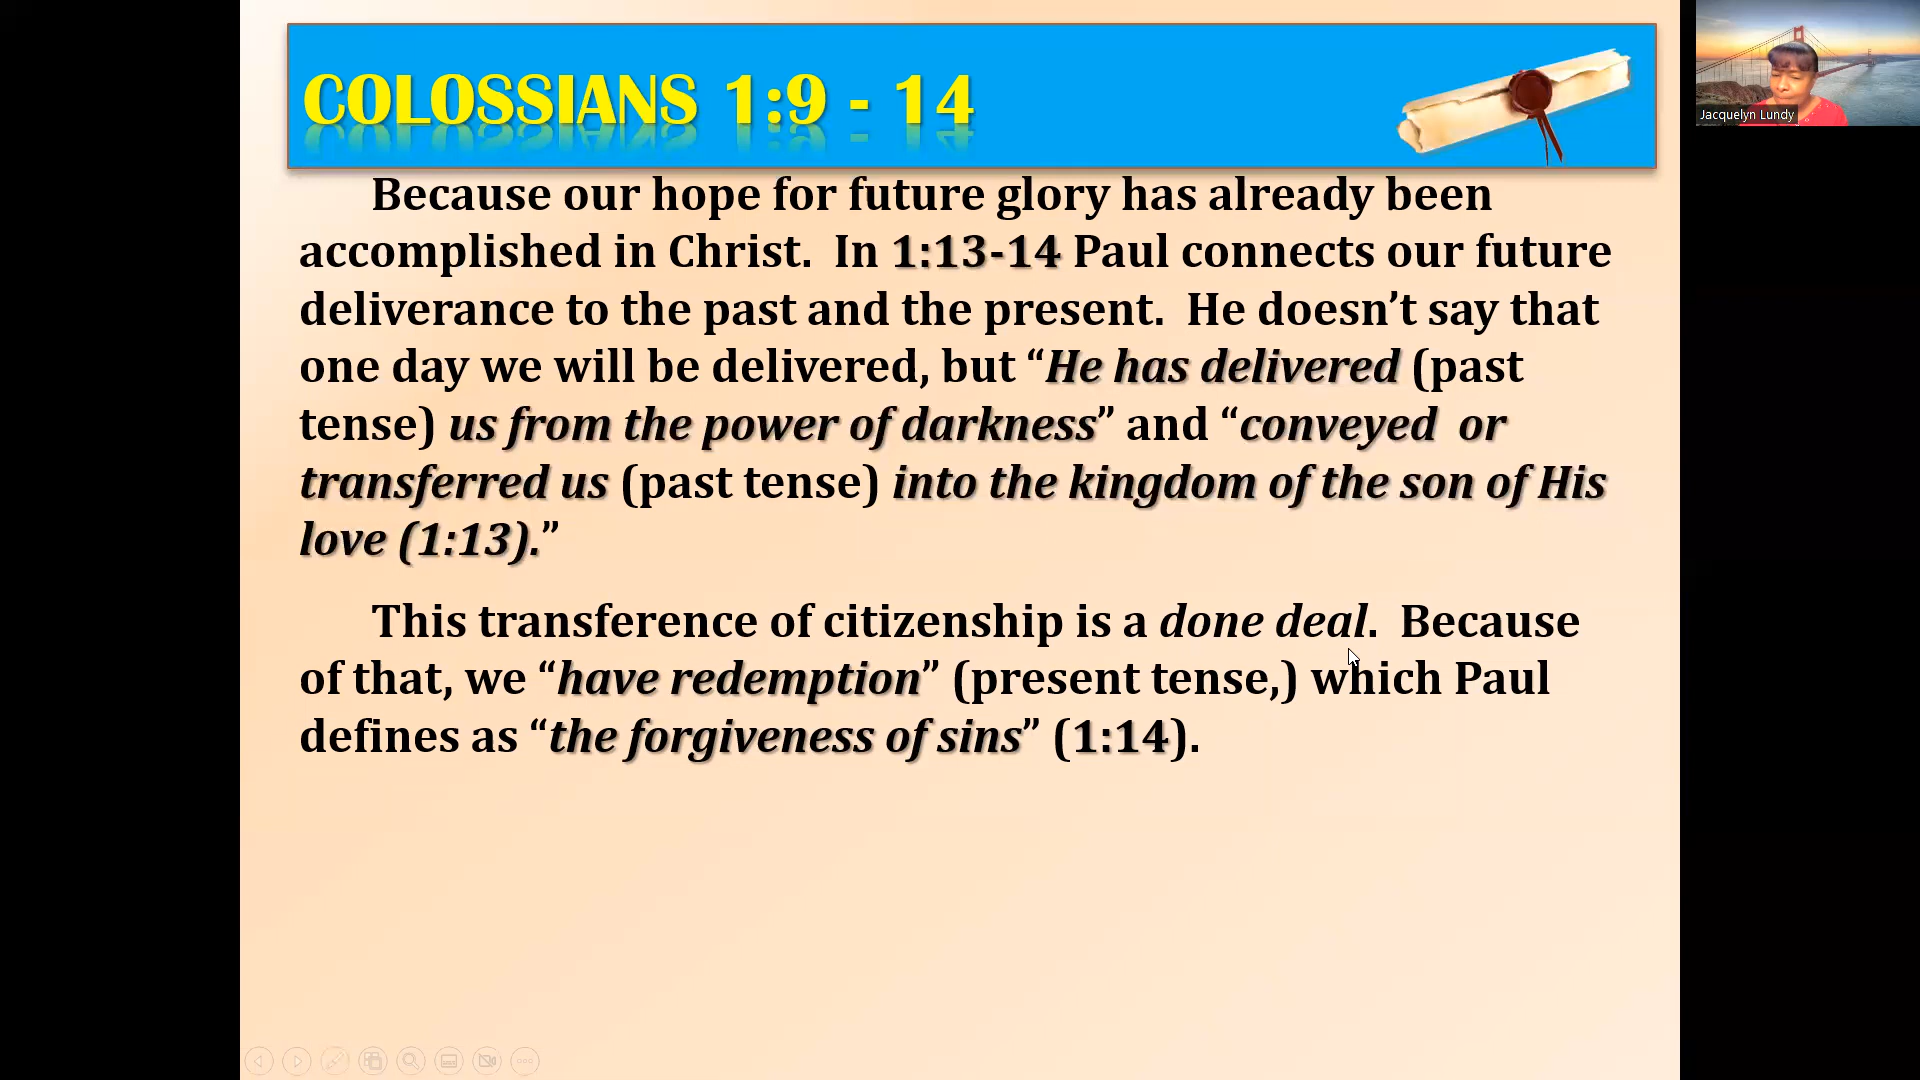 COLOSSIANS 1:9 - 14
Jacquelyn Lundy
Because our hope for future glory has already been
accomplished in Christ.  In 1:13-14 Paul connects our future
deliverance to the past and the present.  He doesn’t say that
one day we will be delivered, but “He has delivered (past
tense) us from the power of darkness” and “conveyed  or
transferred us (past tense) into the kingdom of the son of His
love (1:13).”
This transference of citizenship is a done deal.  Because
of that, we “have redemption” (present tense,) which Paul
defines as “the forgiveness of sins” (1:14).